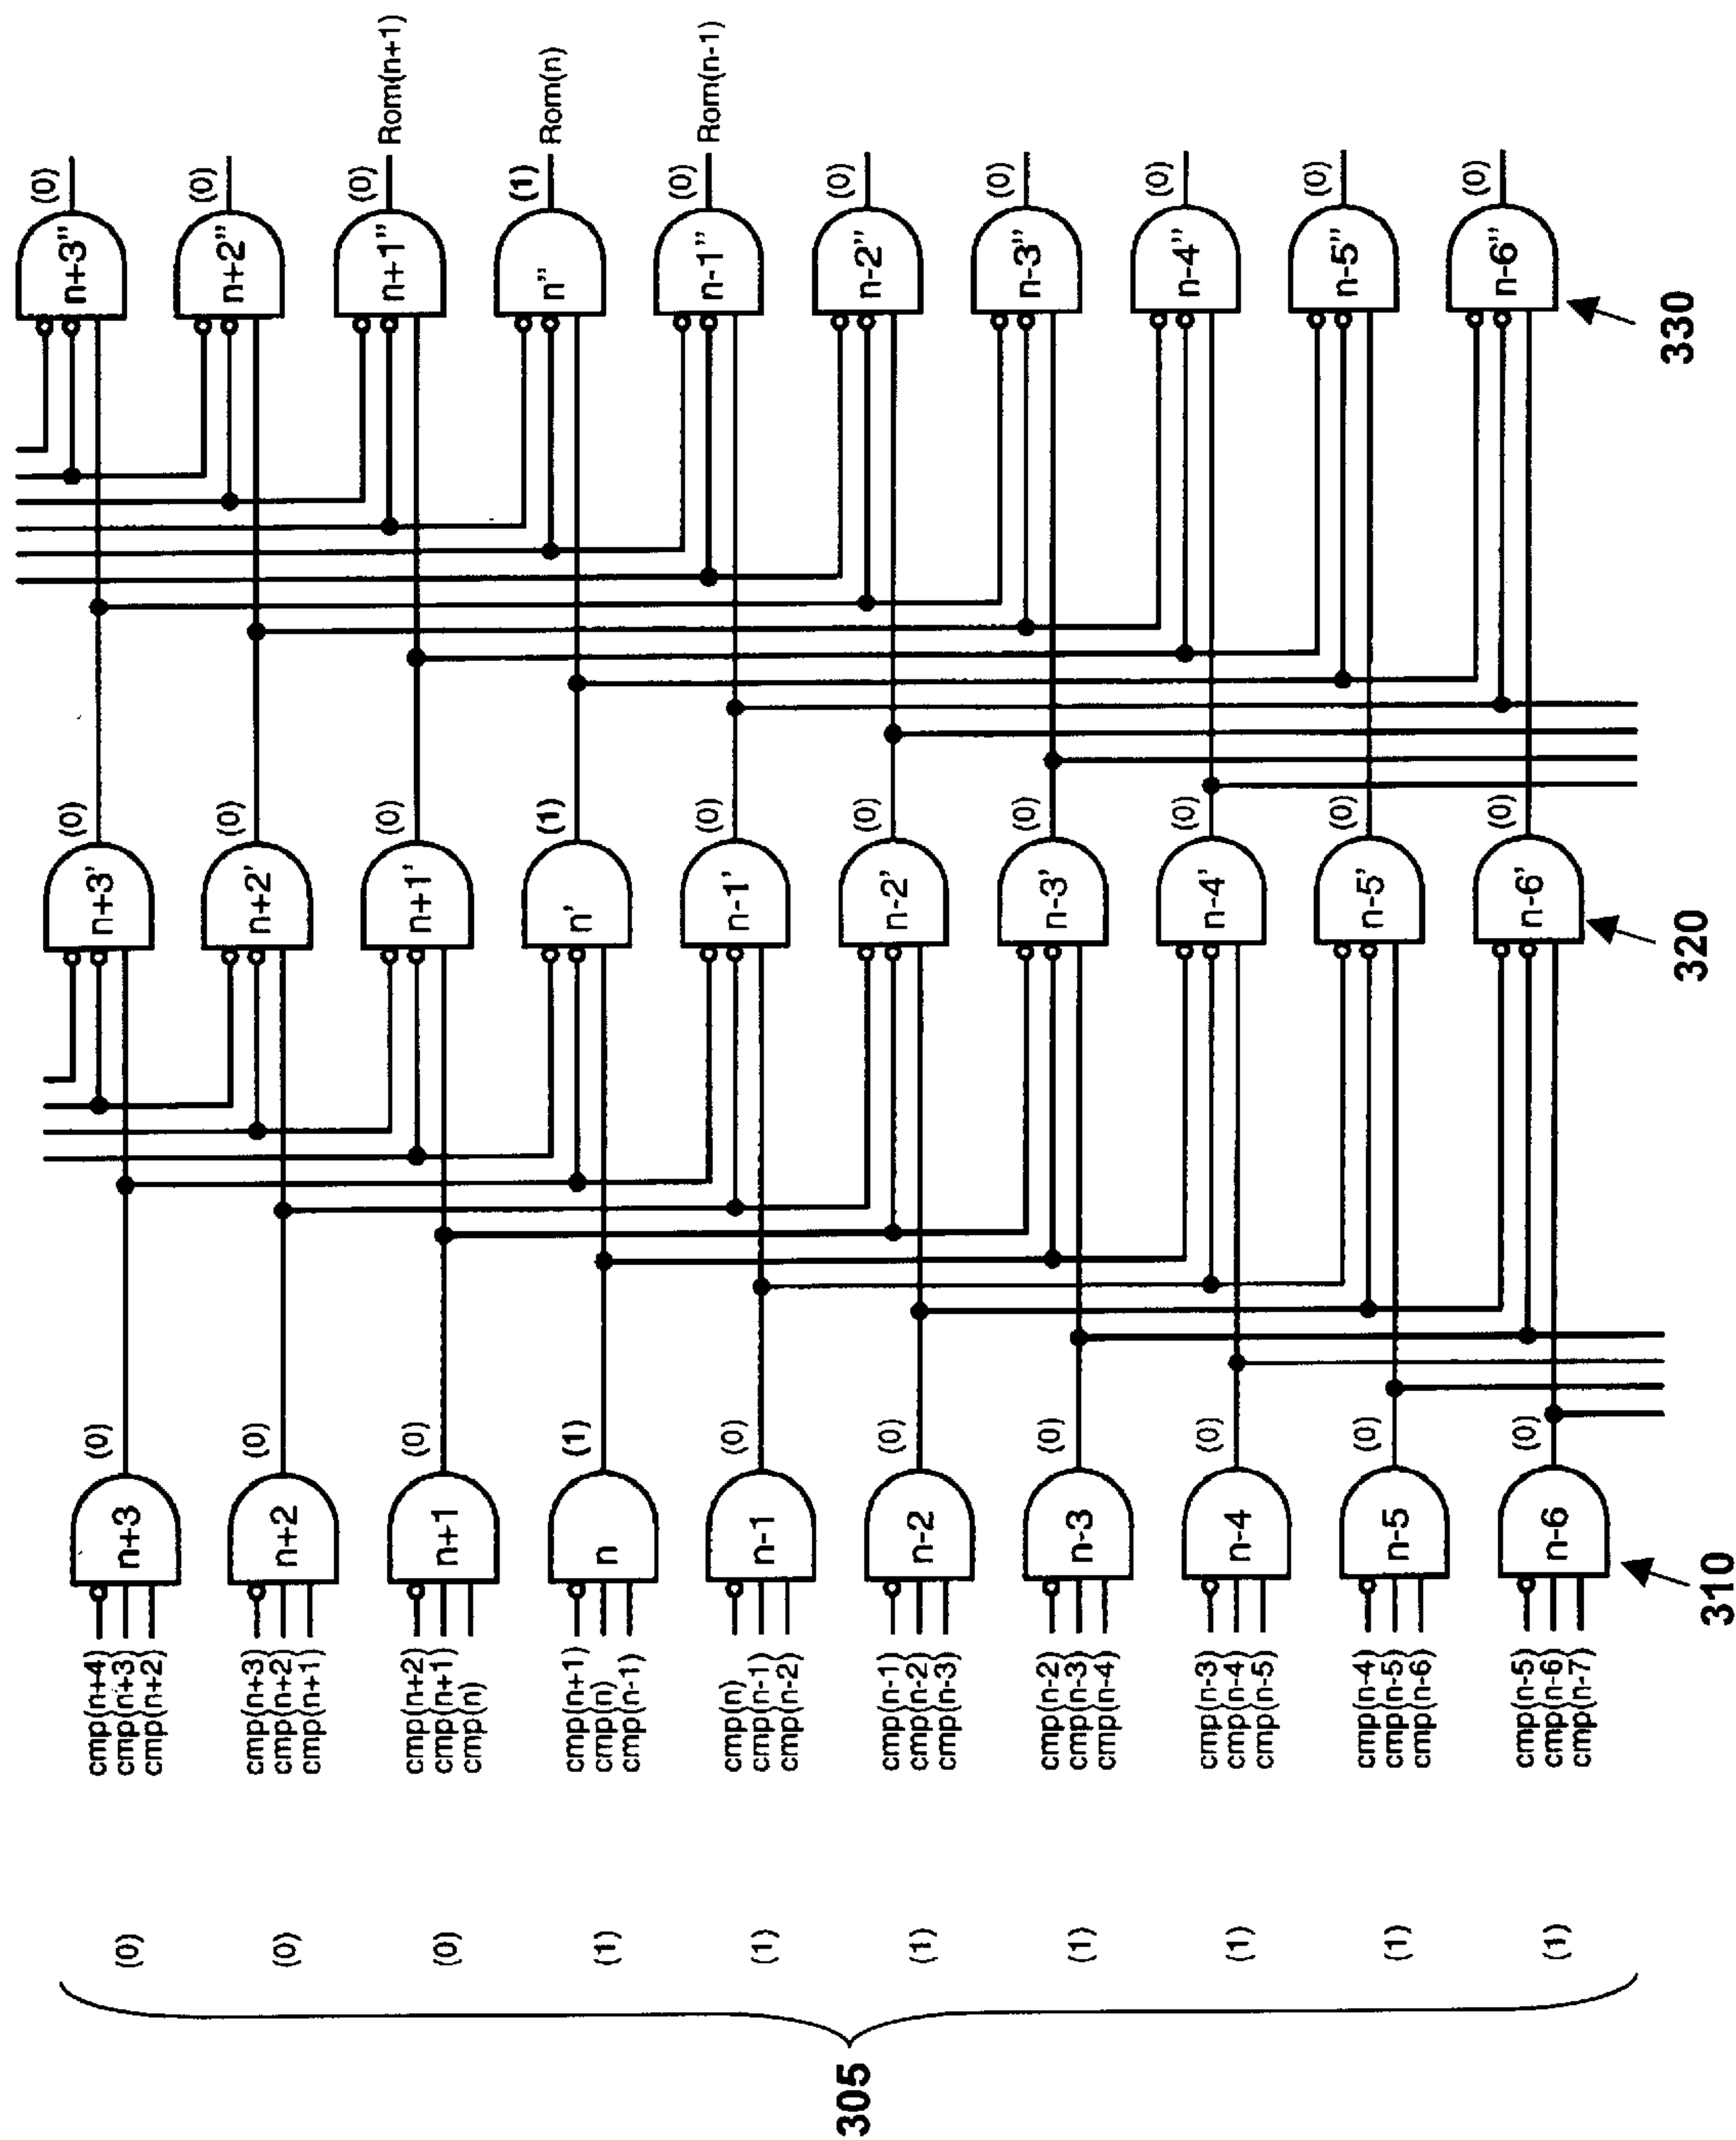 305
(0)
(0)
(0)
(1)
(1)
(1)
(1)
(1)
(1)
(1)
cmp(n+4)
cmp(n+3)
cmp(n+2)
n+3
(0)
n+3'
(0)
n+3"
(0)
cmp(n+3)
cmp(n+2)
cmp(n+1)
n+2
(0)
n+2'
(0)
n+2"
(0)
cmp(n+2)
cmp(n+1)
cmp(n)
n+1
(0)
n+1'
(0)
n+1"
(0)
Rom(n+1)
cmp(n+1)
cmp(n)
cmp(n-1)
n
(1)
n'
(1)
n"
(1)
Rom(n)
cmp(n)
cmp(n-1)
cmp(n-2)
n-1
(0)
n-1'
(0)
n-1"
(0)
Rom(n-1)
cmp(n-1)
cmp(n-2)
cmp(n-3)
n-2
(0)
n-2'
(0)
n-2"
(0)
cmp(n-2)
cmp(n-3)
cmp(n-4)
n-3
(0)
n-3'
(0)
n-3"
(0)
cmp(n-3)
cmp(n-4)
cmp(n-5)
n-4
(0)
n-4'
(0)
n-4"
(0)
cmp(n-4)
cmp(n-5)
cmp(n-6)
n-5
(0)
n-5'
(0)
n-5"
(0)
cmp(n-5)
cmp(n-6)
cmp(n-7)
n-6
(0)
n-6'
(0)
n-6"
(0)
310
320
330